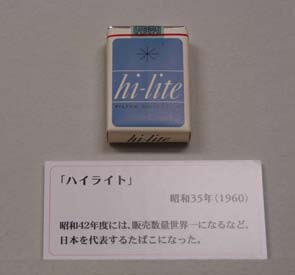 hi-lite
hi-lite
「ハイライト」
昭和35年(1960)
昭和42年度には、販売数量世界一になるなど、
日本を代表するたばこになった。